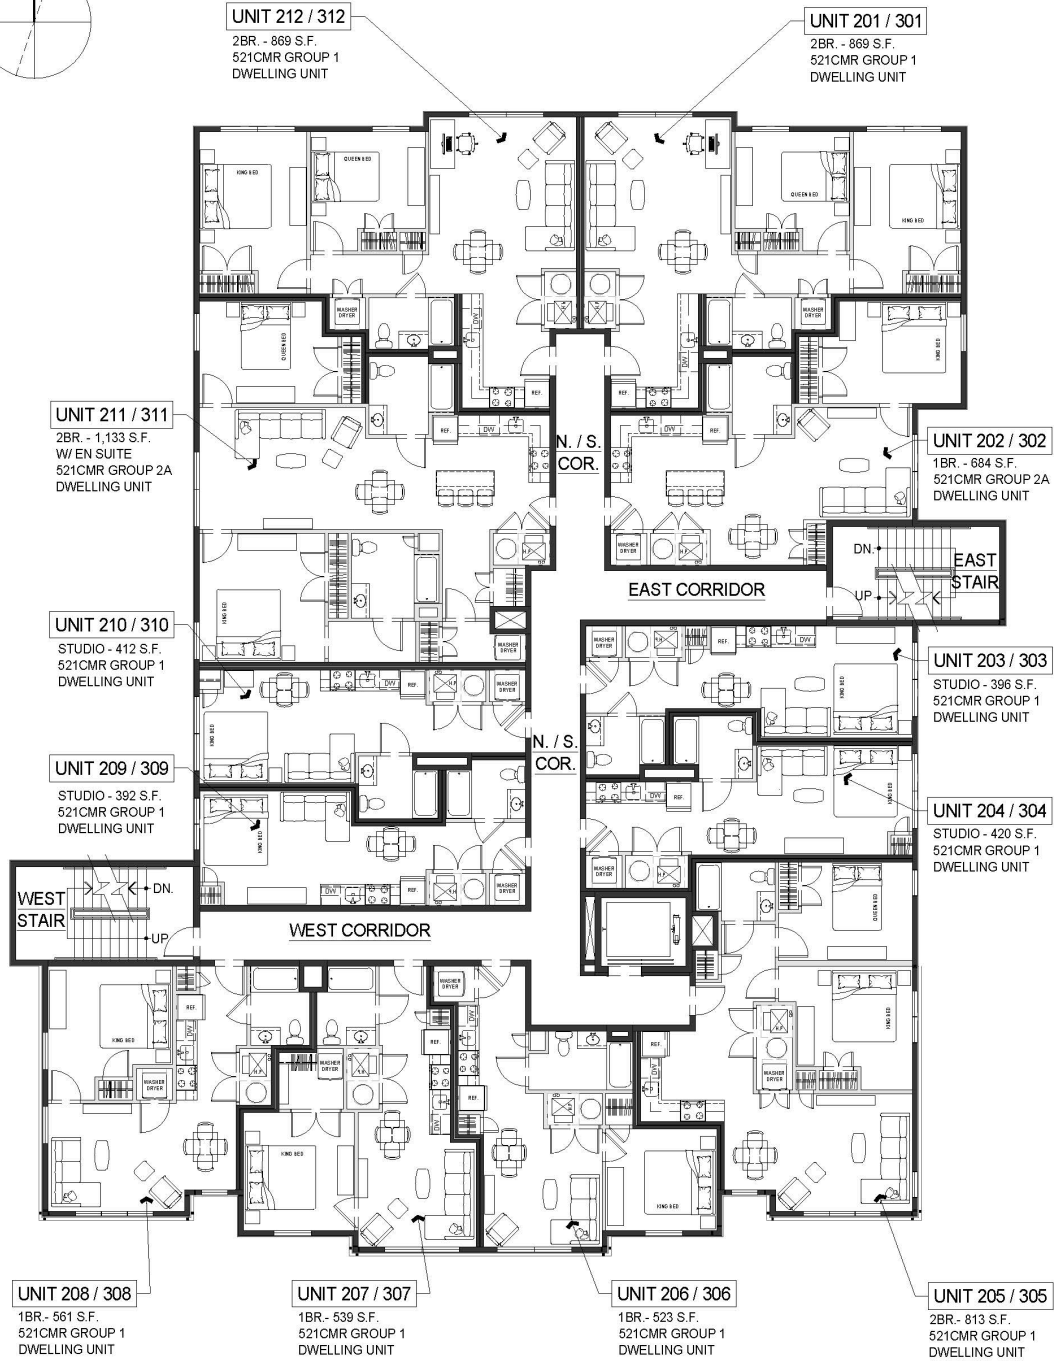 UNIT 212 / 312
2BR. - 869 S.F.
521CMR GROUP 1
DWELLING UNIT
UNIT 201 / 301
2BR. - 869 S.F.
521CMR GROUP 1
DWELLING UNIT
KING BED
QUEEN BED
QUEEN BED
KING BED
WASHER
DRYER
DW
REF.
WASHER
DRYER
DW
REF.
QUEEN BED
KING BED
UNIT 211 / 311
2BR. - 1,133 S.F.
W/ EN SUITE
521CMR GROUP 2A
DWELLING UNIT
REF.
DW
N. / S.
COR.
DW
REF.
UNIT 202 / 302
1BR. - 684 S.F.
521CMR GROUP 2A
DWELLING UNIT
WASHER
DRYER
H.P.
WASHER
DRYER
H.P.
KING BED
EAST CORRIDOR
DN.
UP
EAST
STAIR
UNIT 210 / 310
STUDIO - 412 S.F.
521CMR GROUP 1
DWELLING UNIT
WASHER
DRYER
WASHER
DRYER
H.P.
REF.
DW
KING BED
UNIT 203 / 303
STUDIO - 396 S.F.
521CMR GROUP 1
DWELLING UNIT
KING BED
DW
REF.
H.P.
WASHER
DRYER
N. / S.
COR.
UNIT 209 / 309
STUDIO - 392 S.F.
521CMR GROUP 1
DWELLING UNIT
KING BED
DW
REF.
H.P.
WASHER
DRYER
DW
REF.
KING BED
WASHER
DRYER
H.P.
UNIT 204 / 304
STUDIO - 420 S.F.
521CMR GROUP 1
DWELLING UNIT
WEST
STAIR
DN.
UP
WEST CORRIDOR
QUEEN BED
KING BED
REF.
DW
WASHER
DRYER
H.P.
KING BED
WASHER
DRYER
DW
REF.
WASHER
DRYER
H.P.
REF.
DW
KING BED
REF.
DW
H.P.
WASHER
DRYER
H.P.
KING BED
UNIT 208 / 308
1BR.- 561 S.F.
521CMR GROUP 1
DWELLING UNIT
UNIT 207 / 307
1BR.- 539 S.F.
521CMR GROUP 1
DWELLING UNIT
UNIT 206 / 306
1BR.- 523 S.F.
521CMR GROUP 1
DWELLING UNIT
UNIT 205 / 305
2BR.- 813 S.F.
521CMR GROUP 1
DWELLING UNIT